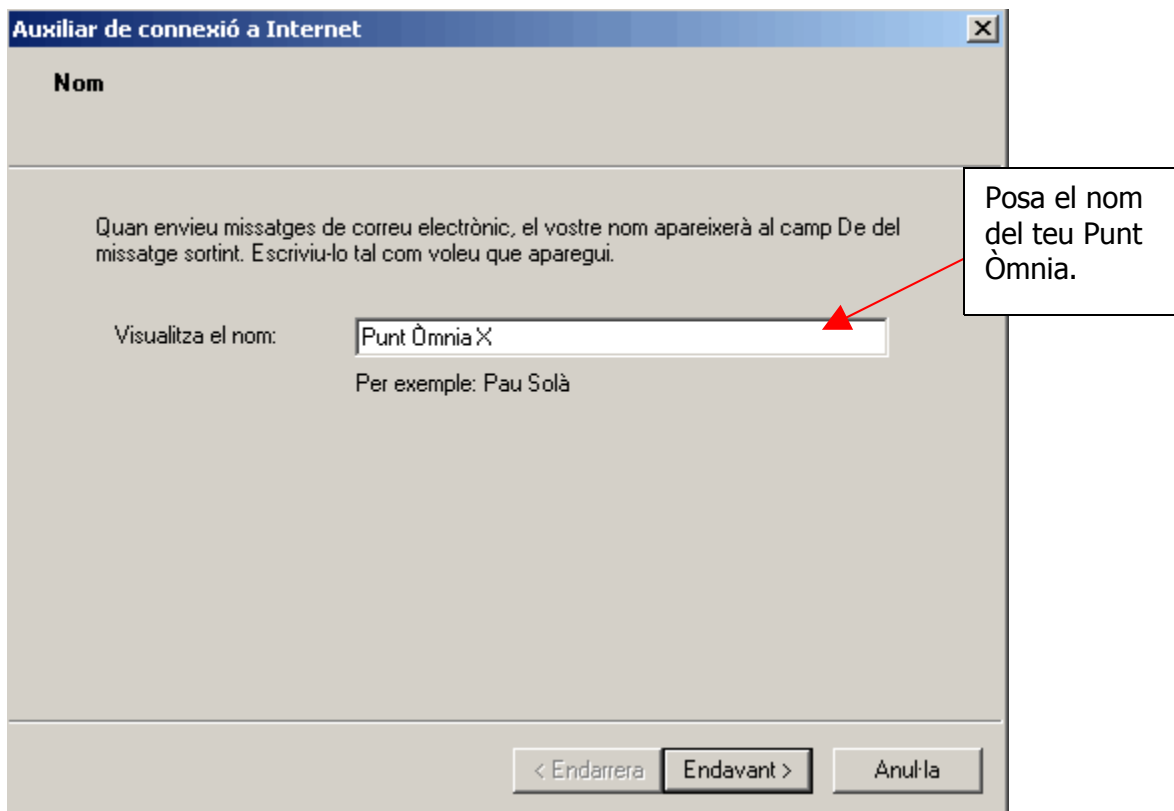 Auxiliar de connexió a Internet
Nom
Quan envieu missatges de correu electrònic, el vostre nom apareixerà al camp De del
missatge sortint. Escriviu-lo tal com voleu que aparegui.
Posa el nom
del teu Punt
Òmnia.
Visualitza el nom: Punt Òmnia X
Per exemple: Pau Solà
< Endarrera Endavant > Anul·la